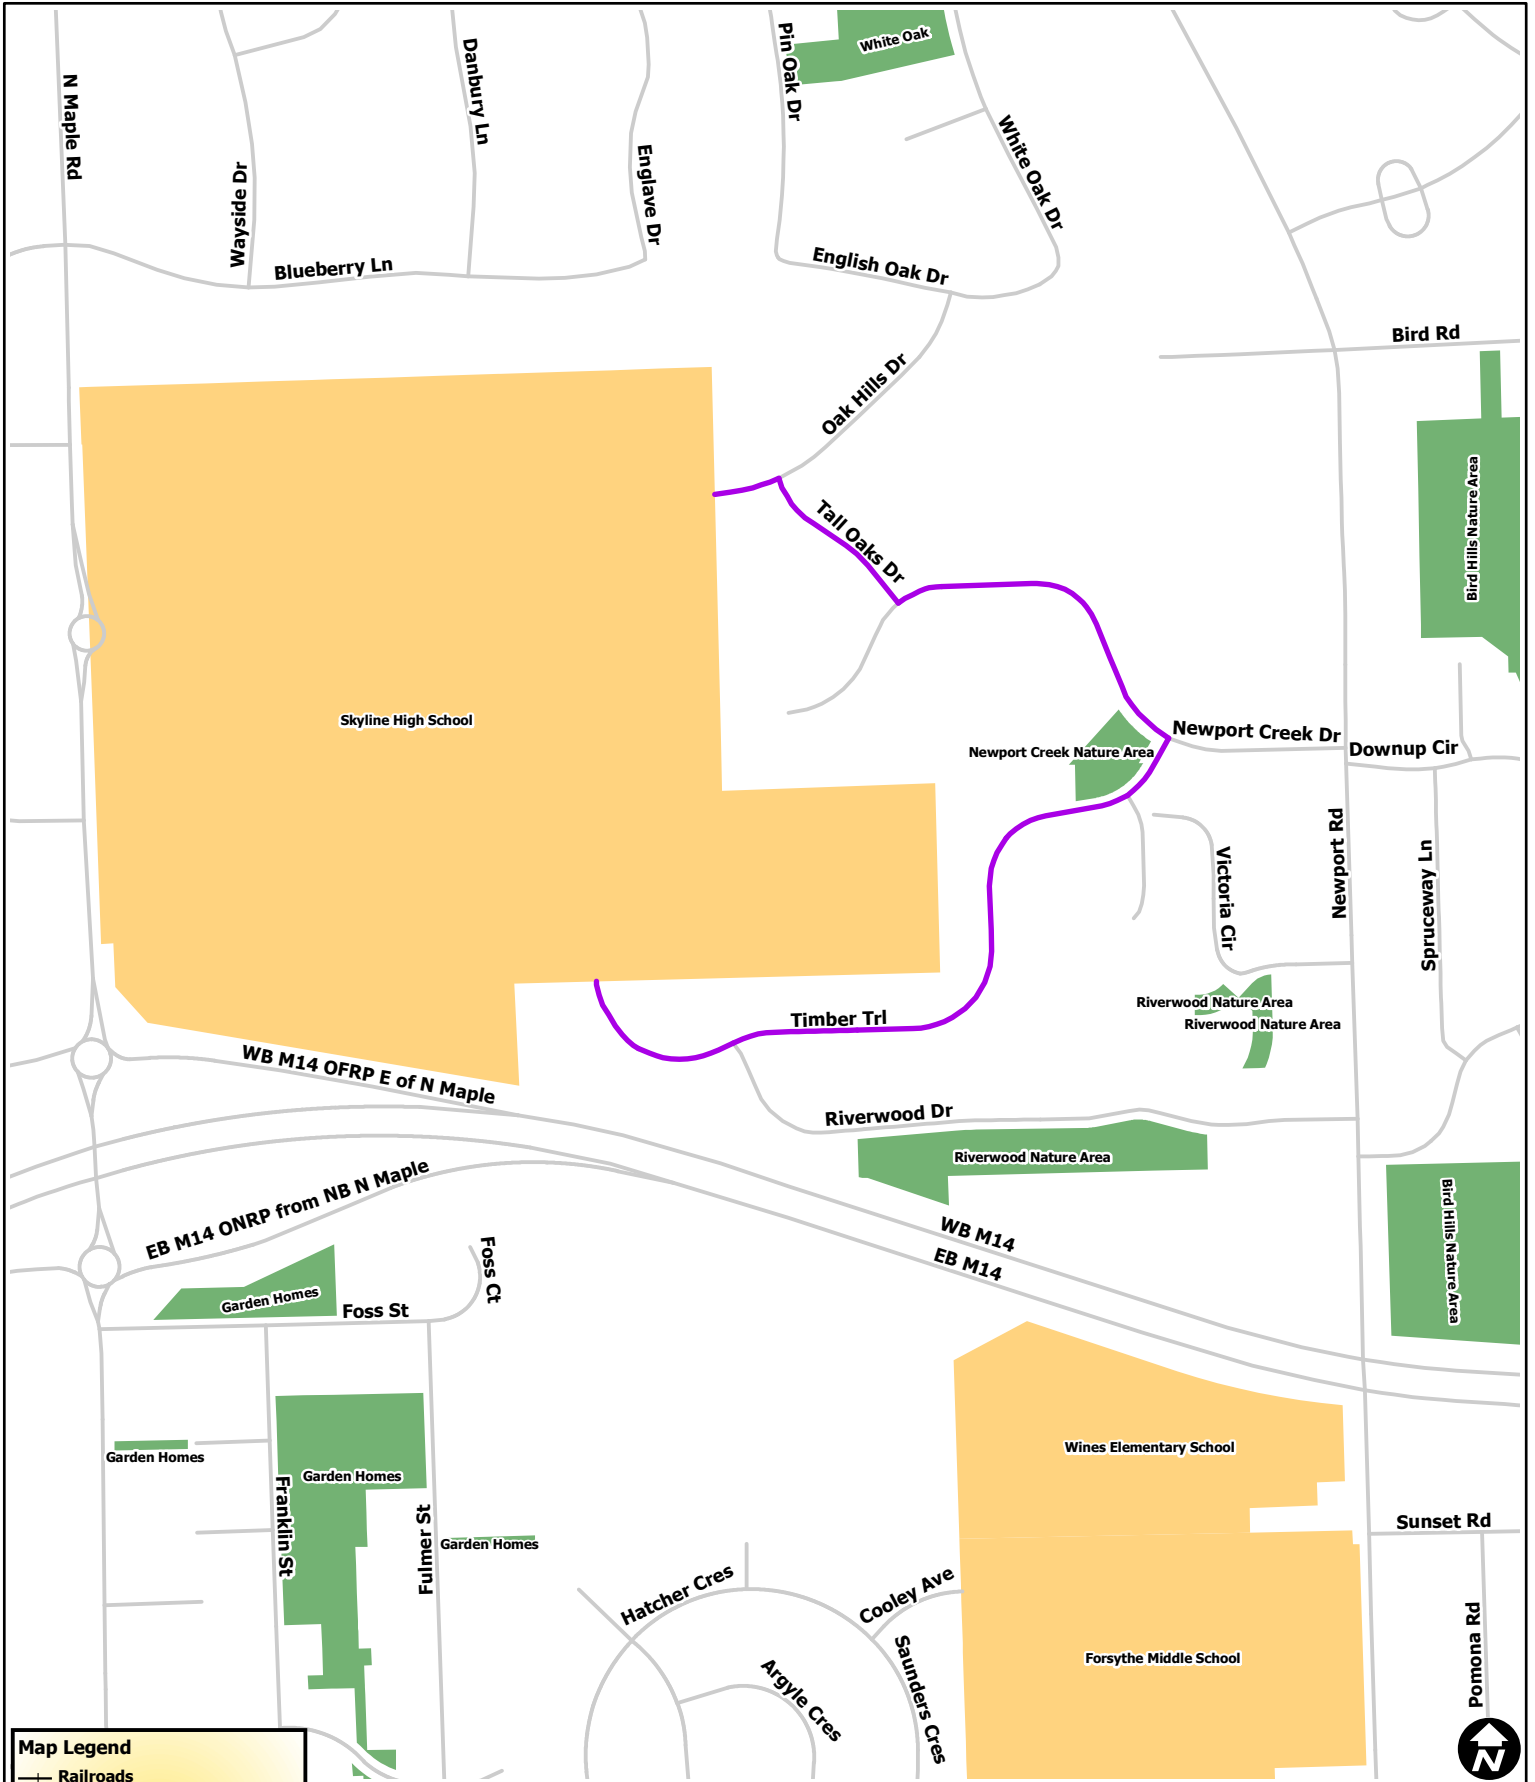 White Oak
Pin Oak Dr
Danbury Ln
N Maple Rd
Englave Dr
White Oak Dr
Wayside Dr
Blueberry Ln
English Oak Dr
Bird Rd
Oak Hills Dr
Bird Hills Nature Area
Tall Oaks Dr
Skyline High School
Newport Creek Dr
Newport Creek Nature Area
Downup Cir
Newport Rd
Victoria Cir
Spruceway Ln
Riverwood Nature Area
Riverwood Nature Area
Timber Trl
WB M14 OFRP E of N Maple
Riverwood Dr
Riverwood Nature Area
EB M14 ONRP from NB N Maple
WB M14
EB M14
Bird Hills Nature Area
Foss Ct
Garden Homes
Foss St
Wines Elementary School
Garden Homes
Garden Homes
Franklin St
Fulmer St
Garden Homes
Sunset Rd
Hatcher Cres
Cooley Ave
Forsythe Middle School
Saunders Cres
Argyle Cres
Pomona Rd
Map Legend
Railroads
N